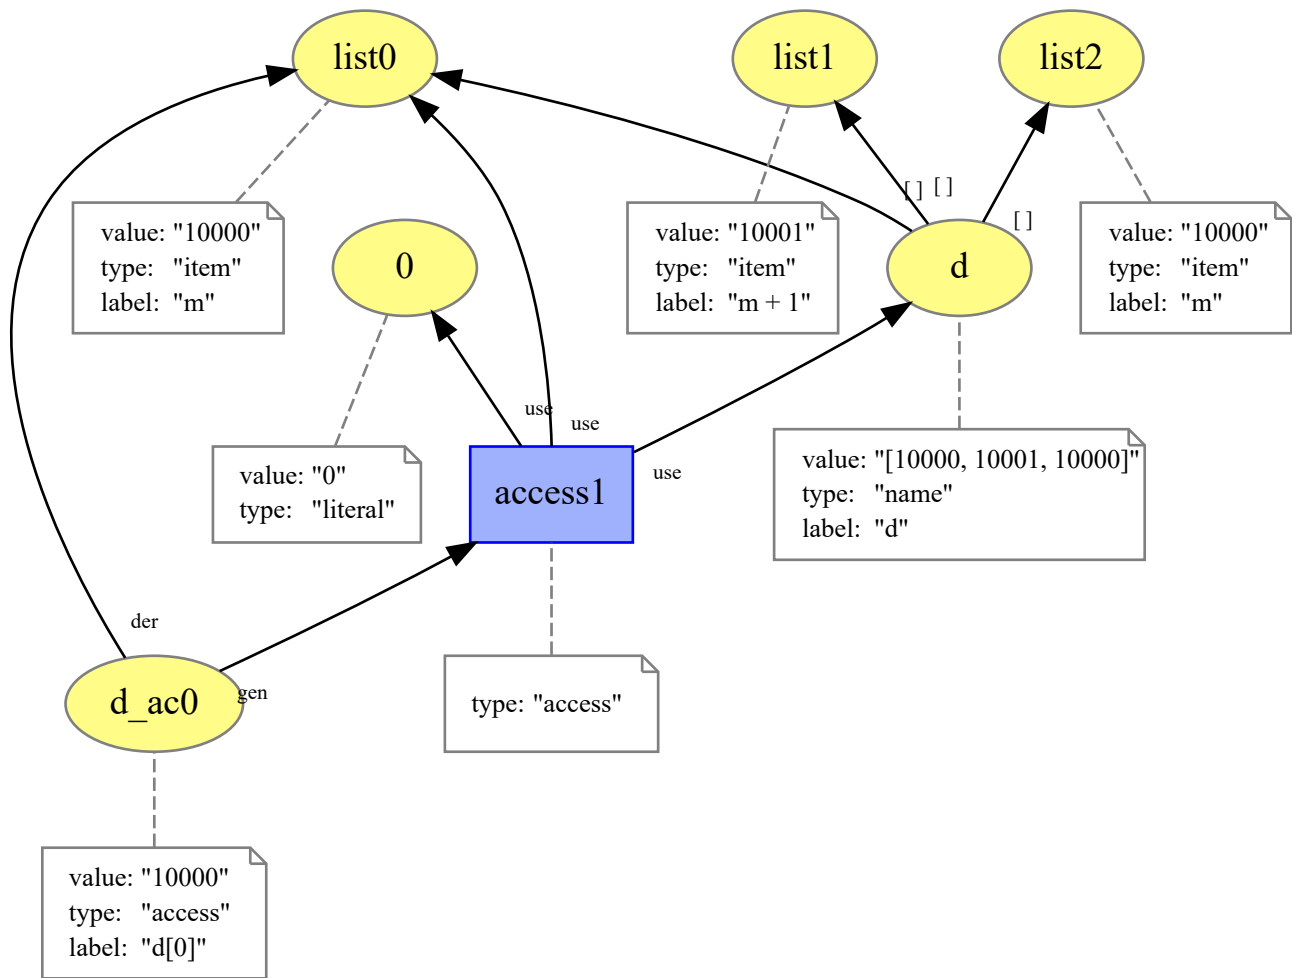 list0
list1
list2
[ ]
[ ]
[ ]
value: "10000"
type: "item"
label: "m"
0
value: "10001"
type: "item"
label: "m + 1"
d
value: "10000"
type: "item"
label: "m"
use
use
use
value: "0"
type: "literal"
access1
value: "[10000, 10001, 10000]"
type: "name"
label: "d"
der
gen
d_ac0
type: "access"
value: "10000"
type: "access"
label: "d[0]"